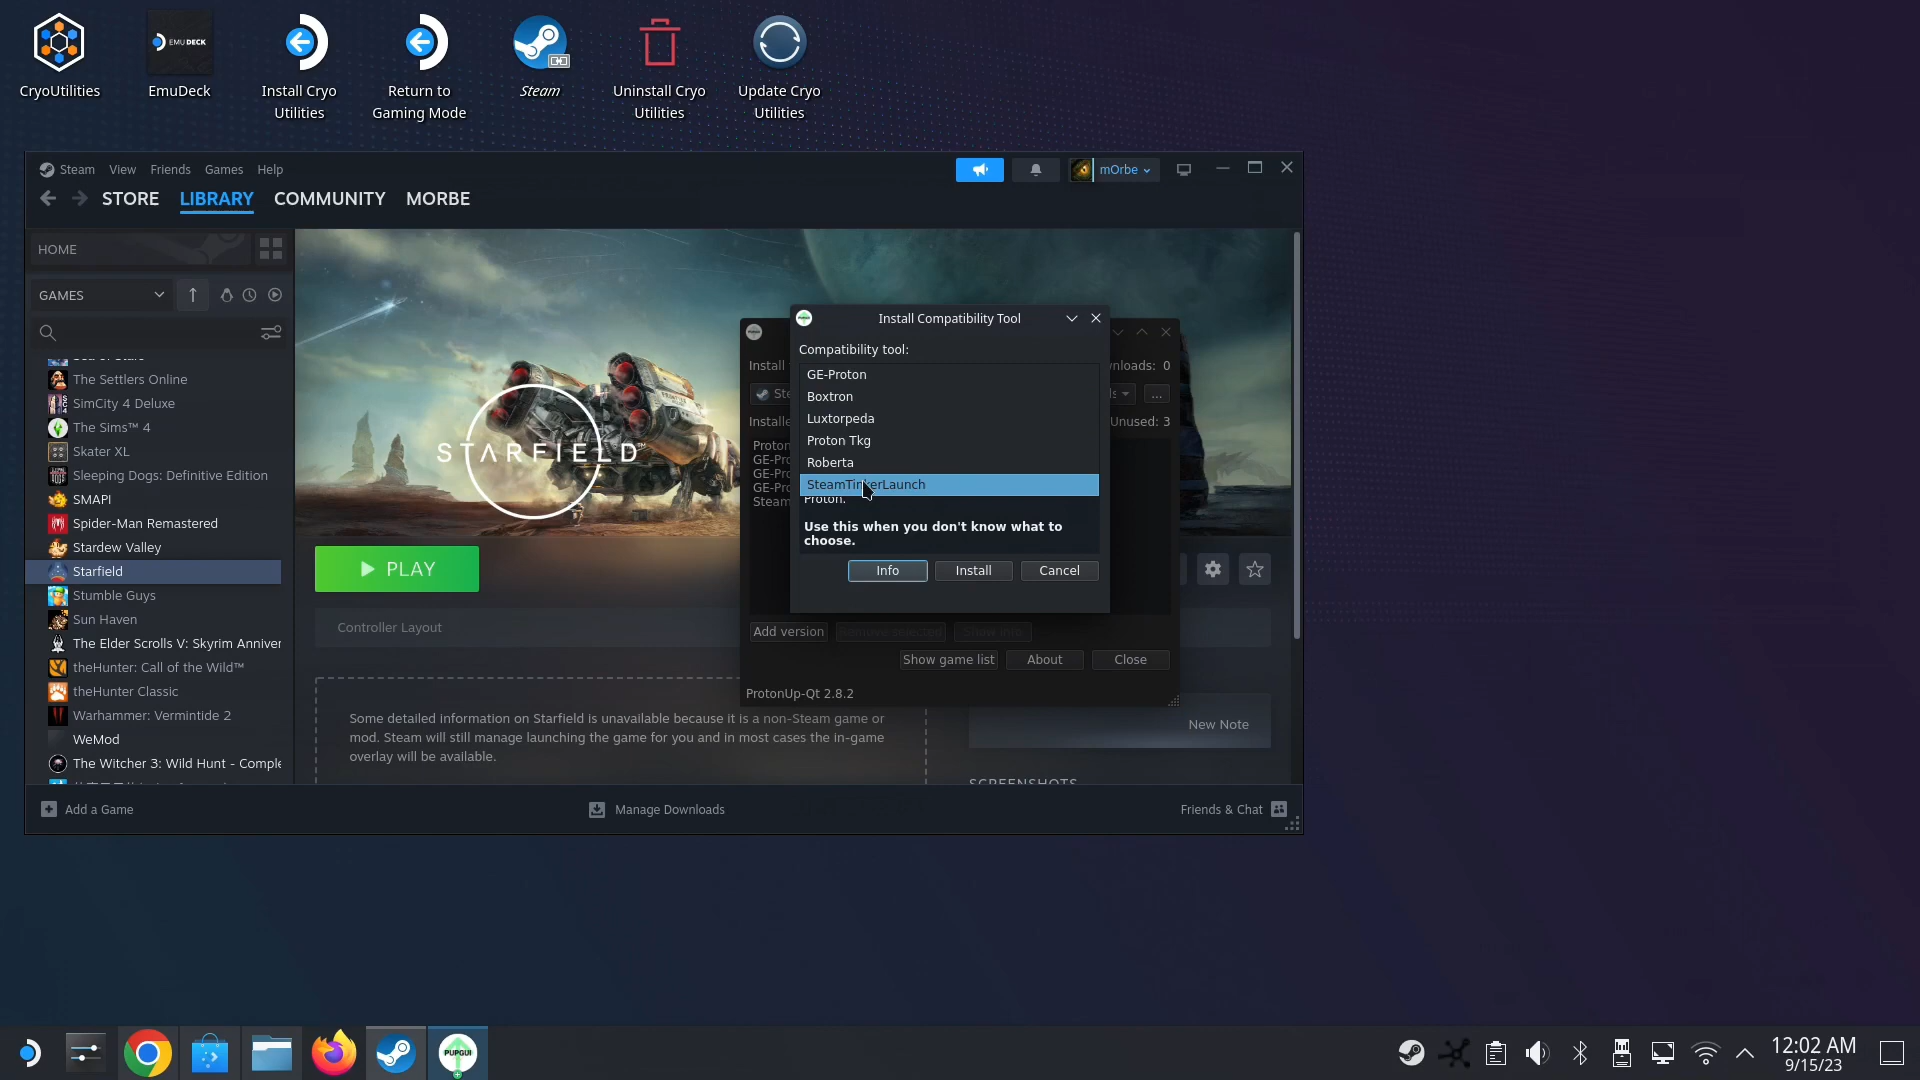 CryoUtilities
EMUDECK
EmuDeck
Install Cryo
Utilities
Return to
Gaming Mode
Steam
Uninstall Cryo
Utilities
Update Cryo
Utilities
Steam View Friends Games Help
mOrbe
STORE LIBRARY COMMUNITY MORBE
HOME
GAMES
The Settlers Online
SimCity 4 Deluxe
The Sims™ 4
Skater XL
Sleeping Dogs: Definitive Edition
SMAPI
Spider-Man Remastered
Stardew Valley
Starfield
Stumble Guys
Sun Haven
The Elder Scrolls V: Skyrim Anniver
theHunter: Call of the Wild™
theHunter Classic
Warhammer: Vermintide 2
WeMod
The Witcher 3: Wild Hunt - Comple
STARFIELD™
PLAY
Controller Layout
Some detailed information on Starfield is unavailable because it is a non-Steam game or
mod. Steam will still manage launching the game for you and in most cases the in-game
overlay will be available.
New Note
SCREENSHOTS
Add a Game
Manage Downloads
Friends & Chat
Install
nloads: 0
Ste
...
Installe
Unused: 3
Proton
GE-Pro
GE-Pro
GE-Pro
Steam
Install Compatibility Tool
Compatibility tool:
GE-Proton
Boxtron
Luxtorpeda
Proton Tkg
Roberta
SteamTinkerLaunch
Proton.
Use this when you don't know what to
choose.
Info Install Cancel
Add version Remove selected Show info
Show game list About Close
ProtonUp-Qt 2.8.2
PUPGUI
12:02 AM
9/15/23